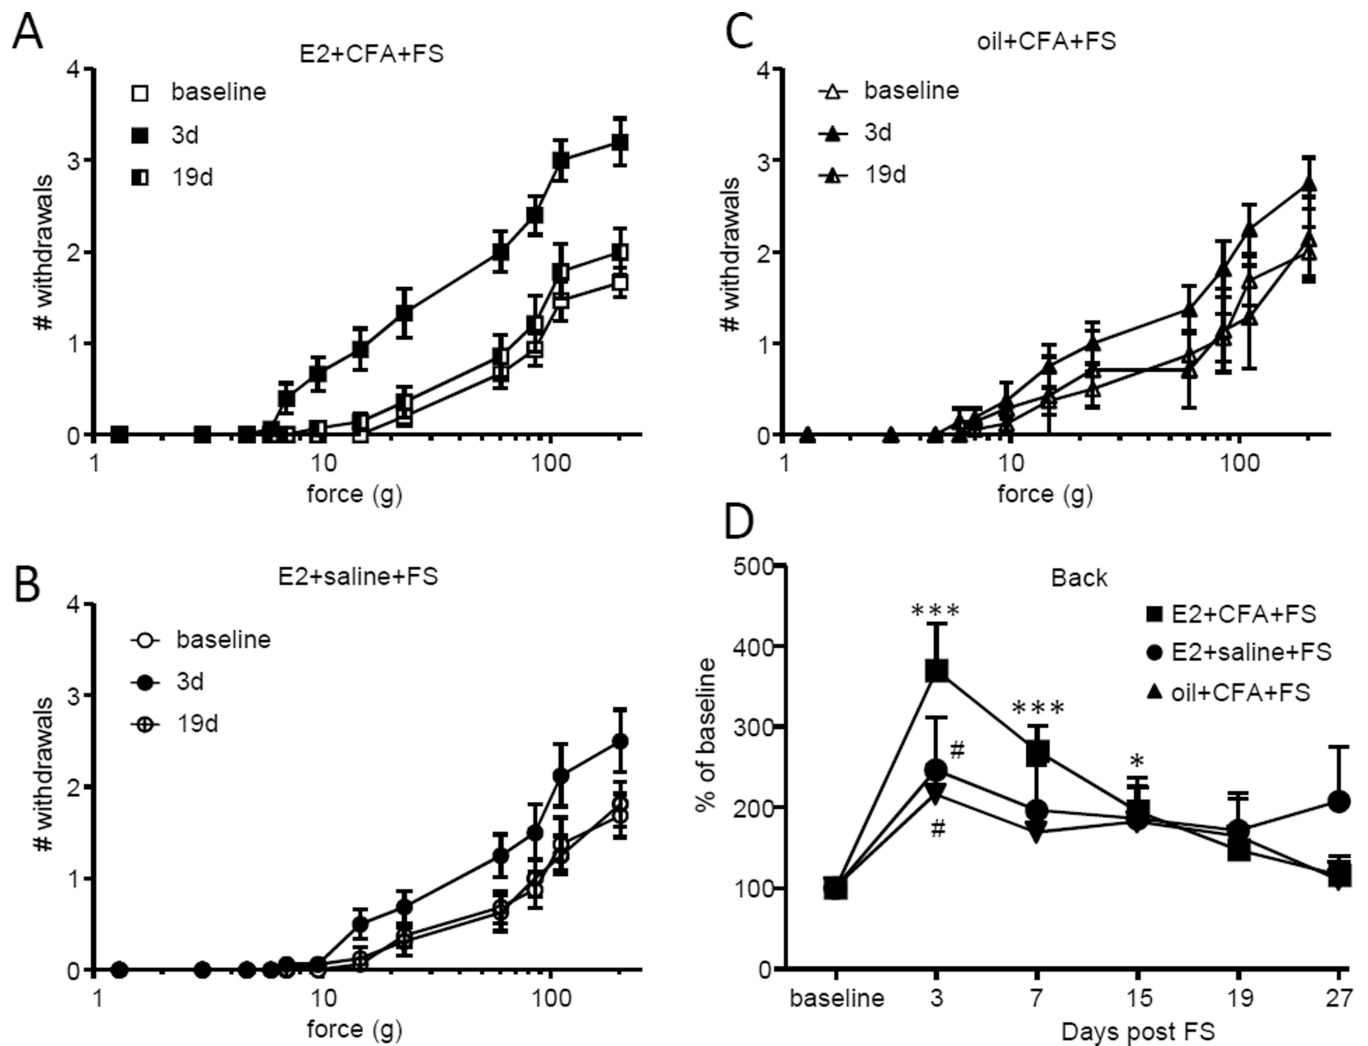 A
E2+CFA+FS
4
3
2
1
0
# withdrawals
baseline
3d
19d
1
10
100
force (g)
B
E2+saline+FS
4
3
2
1
0
# withdrawals
baseline
3d
19d
1
10
100
force (g)
C
oil+CFA+FS
4
3
2
1
0
# withdrawals
baseline
3d
19d
1
10
100
force (g)
D
Back
500
400
300
200
100
0
% of baseline
E2+CFA+FS
E2+saline+FS
oil+CFA+FS
***
***
*
#
#
baseline
3
7
15
19
27
Days post FS